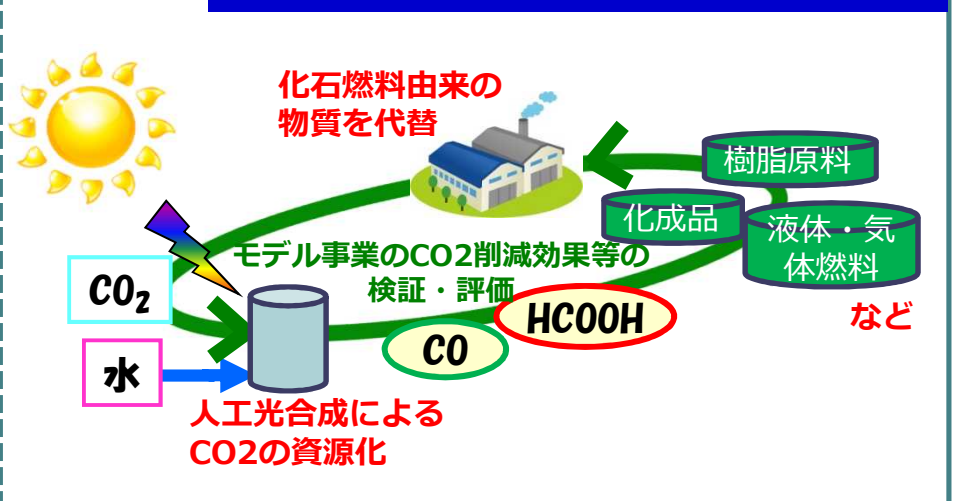 化石燃料由来の
物質を代替
樹脂原料
化成品
液体・気
体燃料
など
モデル事業のCO2削減効果等の
検証・評価
CO₂
HCOOH
CO
水
人工光合成による
CO2の資源化